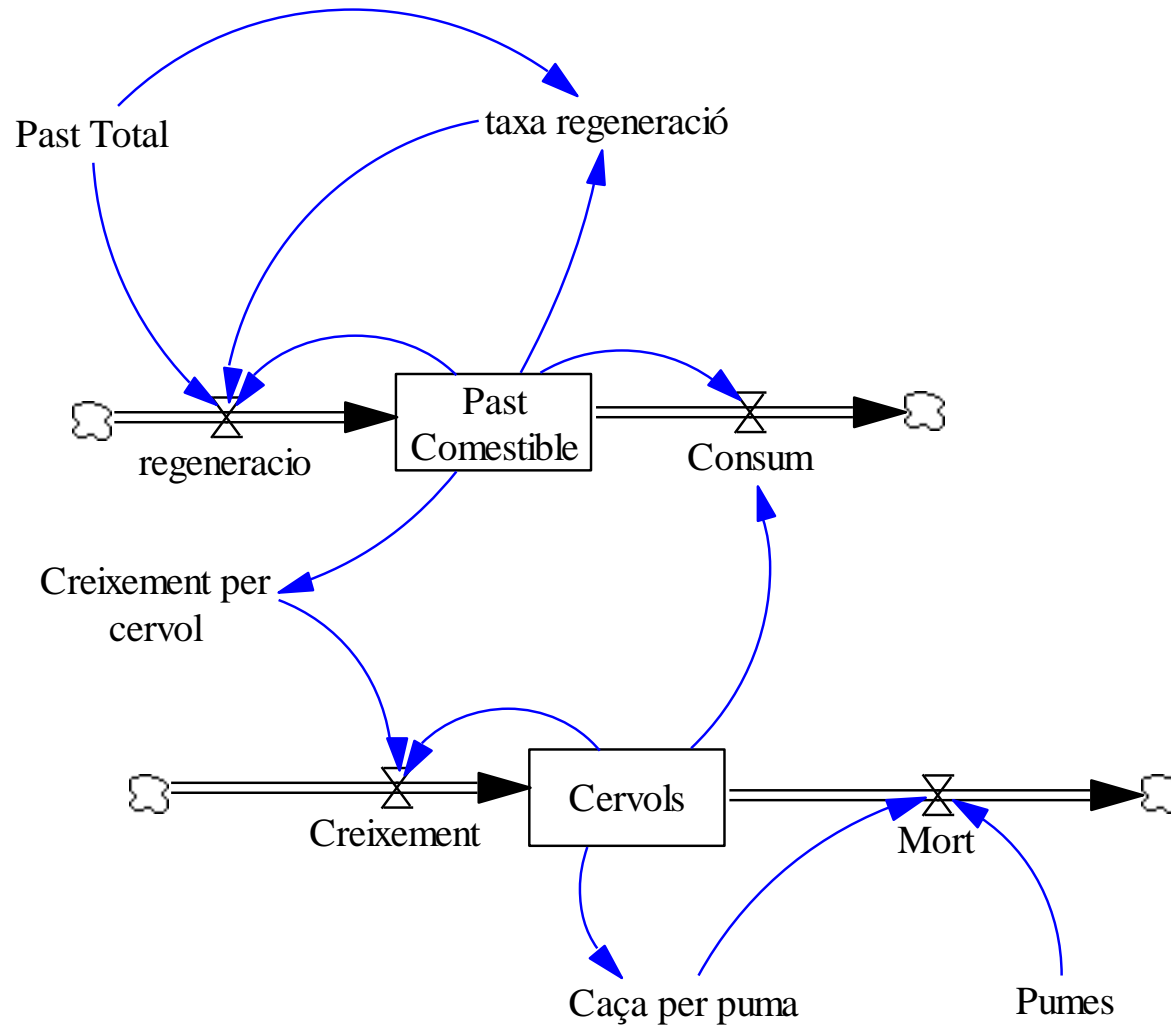 Past Total
taxa regeneració
Past
Comestible
regeneracio
Consum
Creixement per
cervol
Cervols
Creixement
Mort
Caça per puma
Pumes